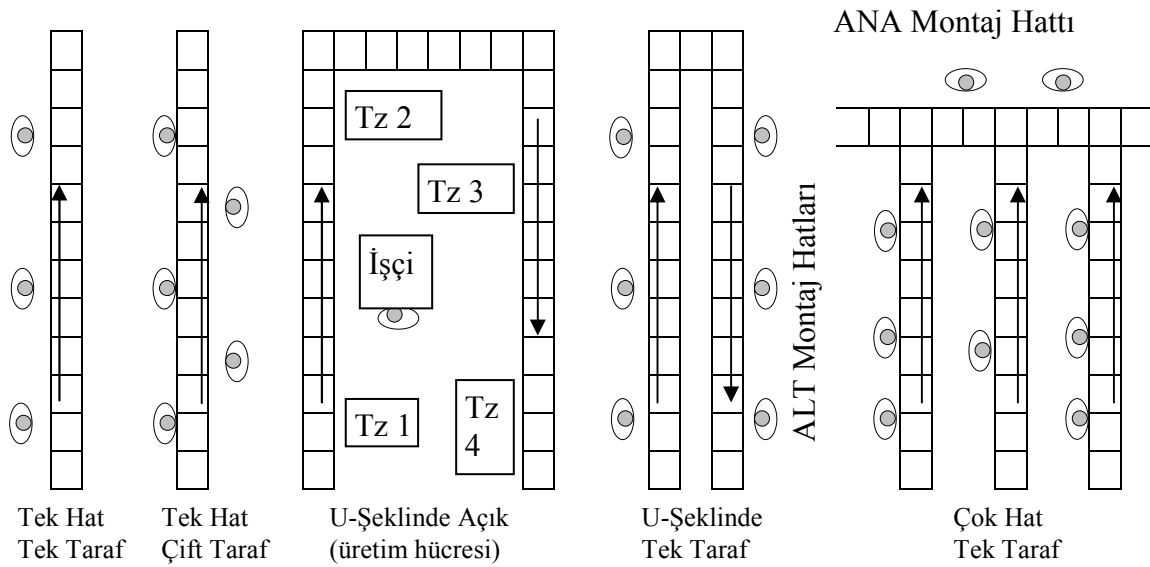 ANA Montaj Hattı
Tz 2
Tz 3
İşçi
Tz 1
Tz
4
ALT Montaj Hatları
Tek Hat
Tek Taraf
Tek Hat
Çift Taraf
U-Şeklinde Açık
(üretim hücresi)
U-Şeklinde
Tek Taraf
Çok Hat
Tek Taraf